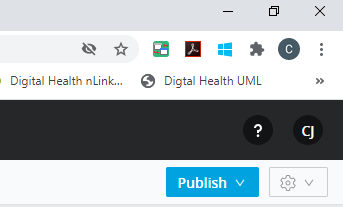 C
Digital Health nLink... Digtal Health UML »
? CJ
Publish